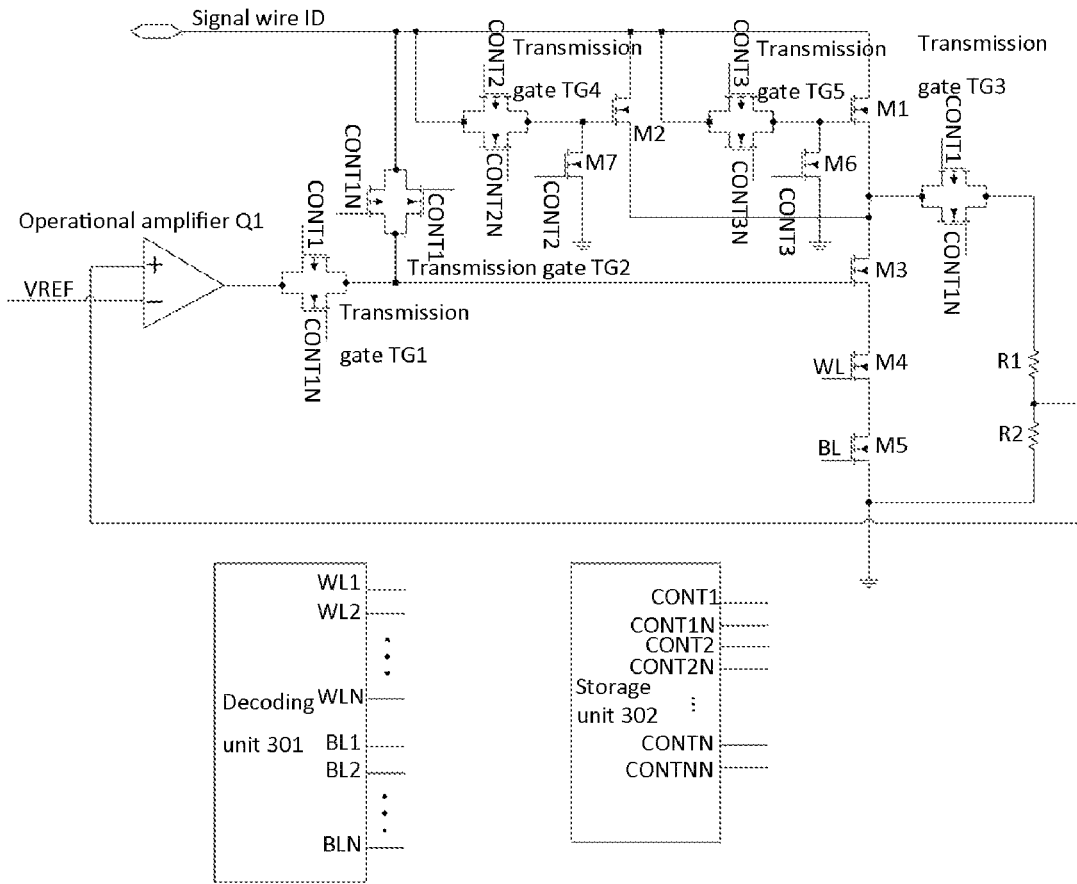 Signal wire ID
CONT2
Transmission
gate TG4
CONT3
Transmission
gate TG5
Transmission
gate TG3
M2
M1
CONT1
CONT1N
CONT2N
M7
CONT3N
M6
CONT1N
CONT1
CONT2
CONT3
Operational amplifier Q1
CONT1
Transmission gate TG2
M3
VREF
+
−
CONT1N
Transmission
gate TG1
WL
M4
R1
BL
M5
R2
WL1
WL2
WLN
Decoding
unit 301
BL1
BL2
BLN
CONT1
CONT1N
CONT2
CONT2N
Storage
unit 302
CONTN
CONTNN